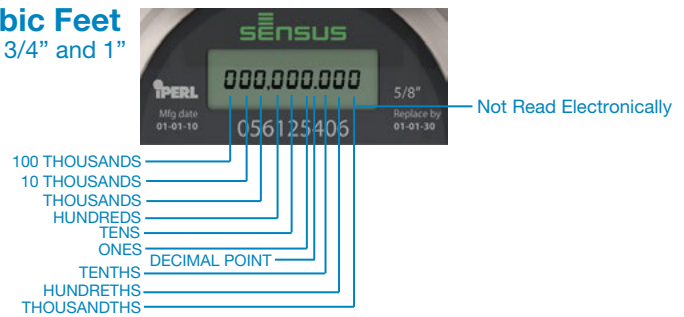 bic Feet
3/4” and 1”
sensus
000,000.000
iPERL
5/8"
Mfg date
01-01-10
056125406
Replace by
01-01-30
Not Read Electronically
100 THOUSANDS
10 THOUSANDS
THOUSANDS
HUNDREDS
TENS
ONES
DECIMAL POINT
TENTHS
HUNDRETHS
THOUSANDTHS